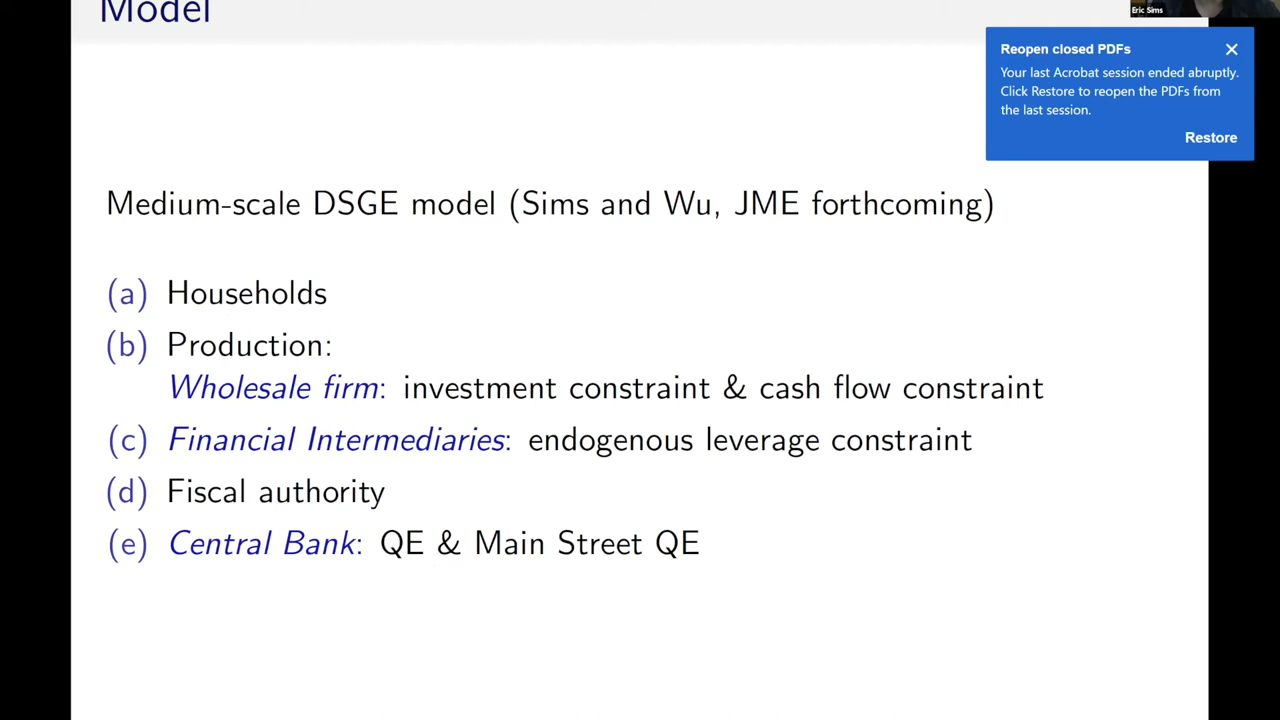 Model
Eric Sims
Reopen closed PDFs
Your last Acrobat session ended abruptly.
Click Restore to reopen the PDFs from
the last session.
Restore
Medium-scale DSGE model (Sims and Wu, JME forthcoming)
(a) Households
(b) Production:
Wholesale firm: investment constraint & cash flow constraint
(c) Financial Intermediaries: endogenous leverage constraint
(d) Fiscal authority
(e) Central Bank: QE & Main Street QE